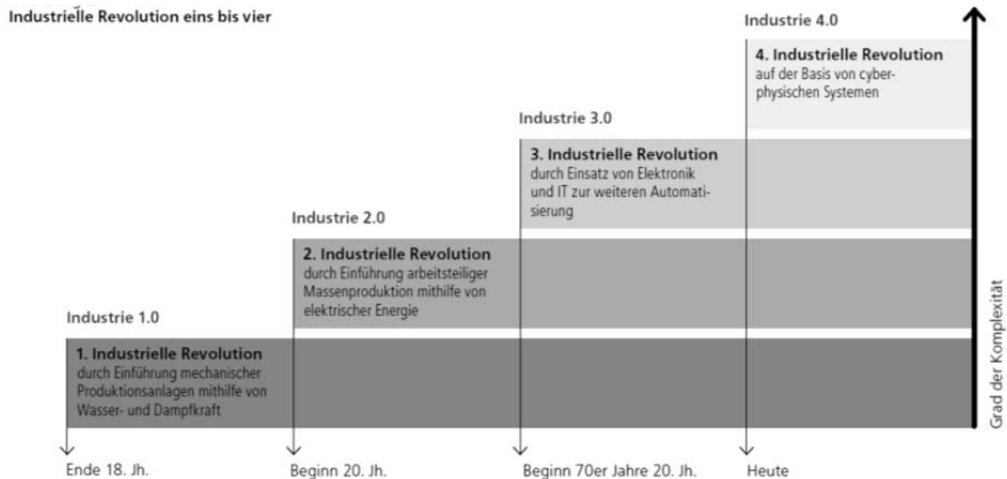 Industrielle Revolution eins bis vier
Industrie 4.0
4. Industrielle Revolution
auf der Basis von cyber-
physischen Systemen
Industrie 3.0
3. Industrielle Revolution
durch Einsatz von Elektronik
und IT zur weiteren Automati-
sierung
Industrie 2.0
2. Industrielle Revolution
durch Einführung arbeitsteiliger
Massenproduktion mithilfe von
elektrischer Energie
Industrie 1.0
1. Industrielle Revolution
durch Einführung mechanischer
Produktionsanlagen mithilfe von
Wasser- und Dampfkraft
Grad der Komplexität
Ende 18. Jh.
Beginn 20. Jh.
Beginn 70er Jahre 20. Jh.
Heute